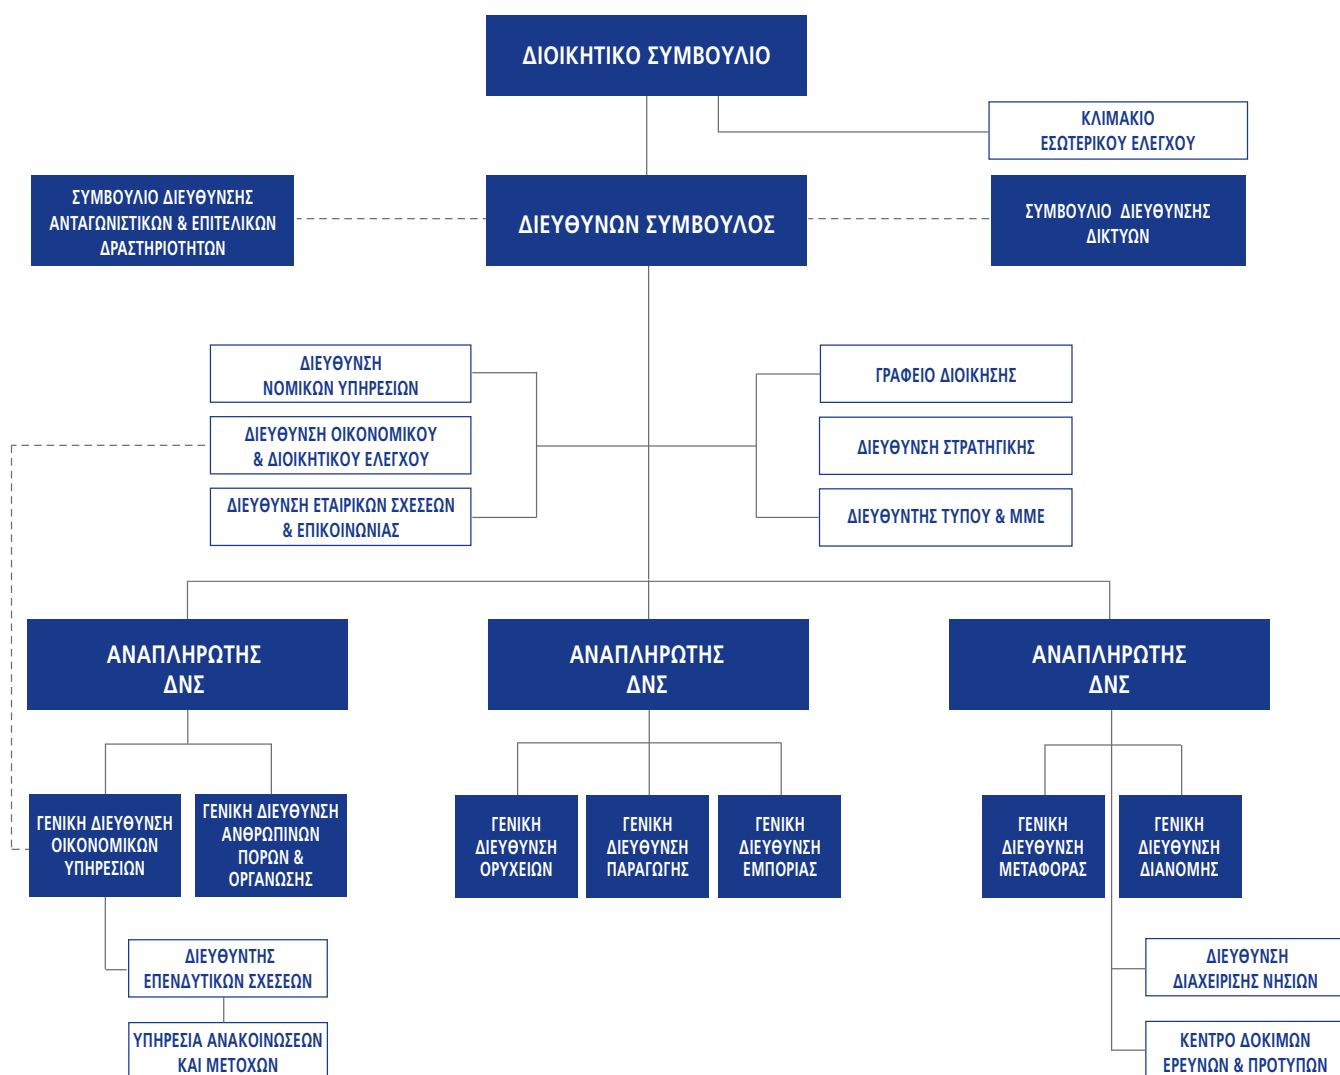 ΔΙΟΙΚΗΤΙΚΟ ΣΥΜΒΟΥΛΙΟ
ΚΛΙΜΑΚΙΟ
ΕΣΩΤΕΡΙΚΟΥ ΕΛΕΓΧΟΥ
ΣΥΜΒΟΥΛΙΟ ΔΙΕΥΘΥΝΣΗΣ
ΑΝΤΑΓΩΝΙΣΤΙΚΩΝ & ΕΠΙΤΕΛΙΚΩΝ
ΔΡΑΣΤΗΡΙΟΤΗΤΩΝ
ΔΙΕΥΘΥΝΩΝ ΣΥΜΒΟΥΛΟΣ
ΣΥΜΒΟΥΛΙΟ ΔΙΕΥΘΥΝΣΗΣ
ΔΙΚΤΥΩΝ
ΔΙΕΥΘΥΝΣΗ
ΝΟΜΙΚΩΝ ΥΠΗΡΕΣΙΩΝ
ΓΡΑΦΕΙΟ ΔΙΟΙΚΗΣΗΣ
ΔΙΕΥΘΥΝΣΗ ΟΙΚΟΝΟΜΙΚΟΥ
& ΔΙΟΙΚΗΤΙΚΟΥ ΕΛΕΓΧΟΥ
ΔΙΕΥΘΥΝΣΗ ΣΤΡΑΤΗΓΙΚΗΣ
ΔΙΕΥΘΥΝΣΗ ΕΤΑΙΡΙΚΩΝ ΣΧΕΣΕΩΝ
& ΕΠΙΚΟΙΝΩΝΙΑΣ
ΔΙΕΥΘΥΝΤΗΣ ΤΥΠΟΥ & ΜΜΕ
ΑΝΑΠΛΗΡΩΤΗΣ
ΔΝΣ
ΑΝΑΠΛΗΡΩΤΗΣ
ΔΝΣ
ΑΝΑΠΛΗΡΩΤΗΣ
ΔΝΣ
ΓΕΝΙΚΗ ΔΙΕΥΘΥΝΣΗ
ΟΙΚΟΝΟΜΙΚΩΝ
ΥΠΗΡΕΣΙΩΝ
ΓΕΝΙΚΗ ΔΙΕΥΘΥΝΣΗ
ΑΝΘΡΩΠΙΝΩΝ
ΠΟΡΩΝ &
ΟΡΓΑΝΩΣΗΣ
ΓΕΝΙΚΗ
ΔΙΕΥΘΥΝΣΗ
ΟΡΥΧΕΙΩΝ
ΓΕΝΙΚΗ
ΔΙΕΥΘΥΝΣΗ
ΠΑΡΑΓΩΓΗΣ
ΓΕΝΙΚΗ
ΔΙΕΥΘΥΝΣΗ
ΕΜΠΟΡΙΑΣ
ΓΕΝΙΚΗ
ΔΙΕΥΘΥΝΣΗ
ΜΕΤΑΦΟΡΑΣ
ΓΕΝΙΚΗ
ΔΙΕΥΘΥΝΣΗ
ΔΙΑΝΟΜΗΣ
ΔΙΕΥΘΥΝΤΗΣ
ΕΠΕΝΔΥΤΙΚΩΝ ΣΧΕΣΕΩΝ
ΔΙΕΥΘΥΝΣΗ
ΔΙΑΧΕΙΡΙΣΗΣ ΝΗΣΙΩΝ
ΥΠΗΡΕΣΙΑ ΑΝΑΚΟΙΝΩΣΕΩΝ
ΚΑΙ ΜΕΤΟΧΩΝ
ΚΕΝΤΡΟ ΔΟΚΙΜΩΝ
ΕΡΕΥΝΩΝ & ΠΡΟΤΥΠΩΝ